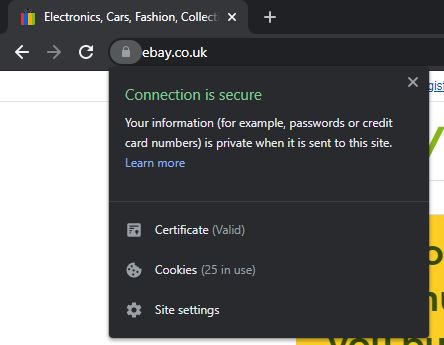 Electronics, Cars, Fashion, Collecti
ebay.co.uk
Connection is secure
Your information (for example, passwords or credit
card numbers) is private when it is sent to this site.
Learn more
Certificate (Valid)
Cookies (25 in use)
Site settings